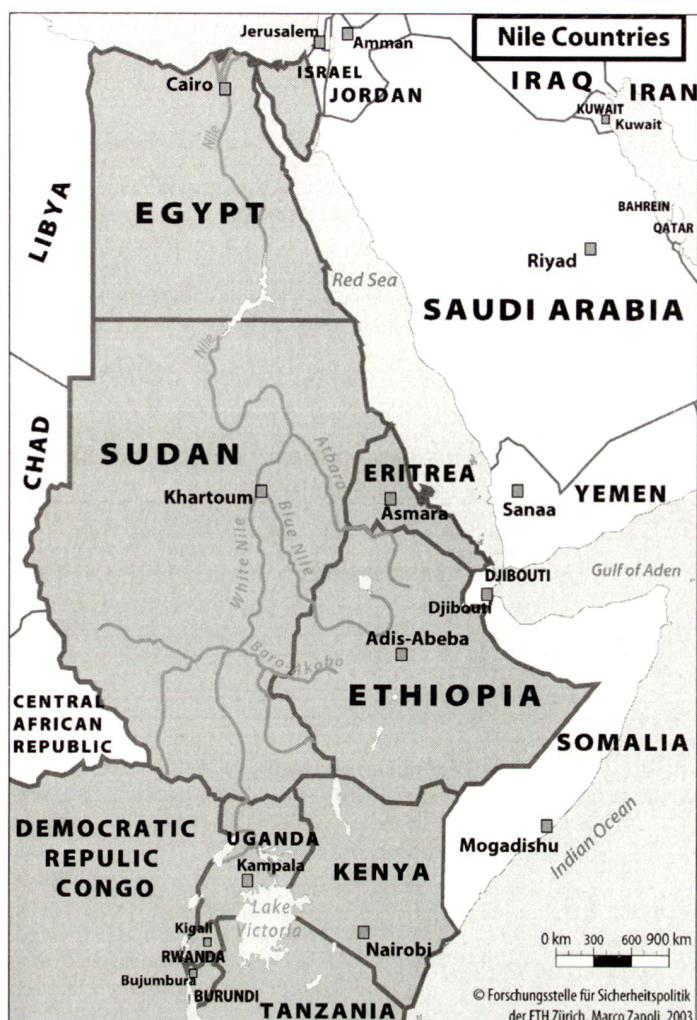 Nile Countries
Jerusalem
Amman
ISRAEL
JORDAN
IRAQ
IRAN
KUWAIT
Kuwait
Cairo
Nile
LIBYA
EGYPT
BAHREIN
QATAR
Riyad
Red Sea
SAUDI ARABIA
Nile
CHAD
SUDAN
Atbara
ERITREA
Khartoum
Asmara
Sanaa
YEMEN
White Nile
Blue Nile
DJIBOUTI
Gulf of Aden
Djibouti
Adis-Abeba
Baro-Akobo
CENTRAL
AFRICAN
REPUBLIC
ETHIOPIA
SOMALIA
DEMOCRATIC
REPULIC
CONGO
UGANDA
Kampala
KENYA
Mogadishu
Indian Ocean
Lake
Victoria
Kigali
RWANDA
Nairobi
Bujumbura
BURUNDI
TANZANIA
0 km 300 600 900 km
© Forschungsstelle für Sicherheitspolitik
der ETH Zürich, Marco Zanoli, 2003